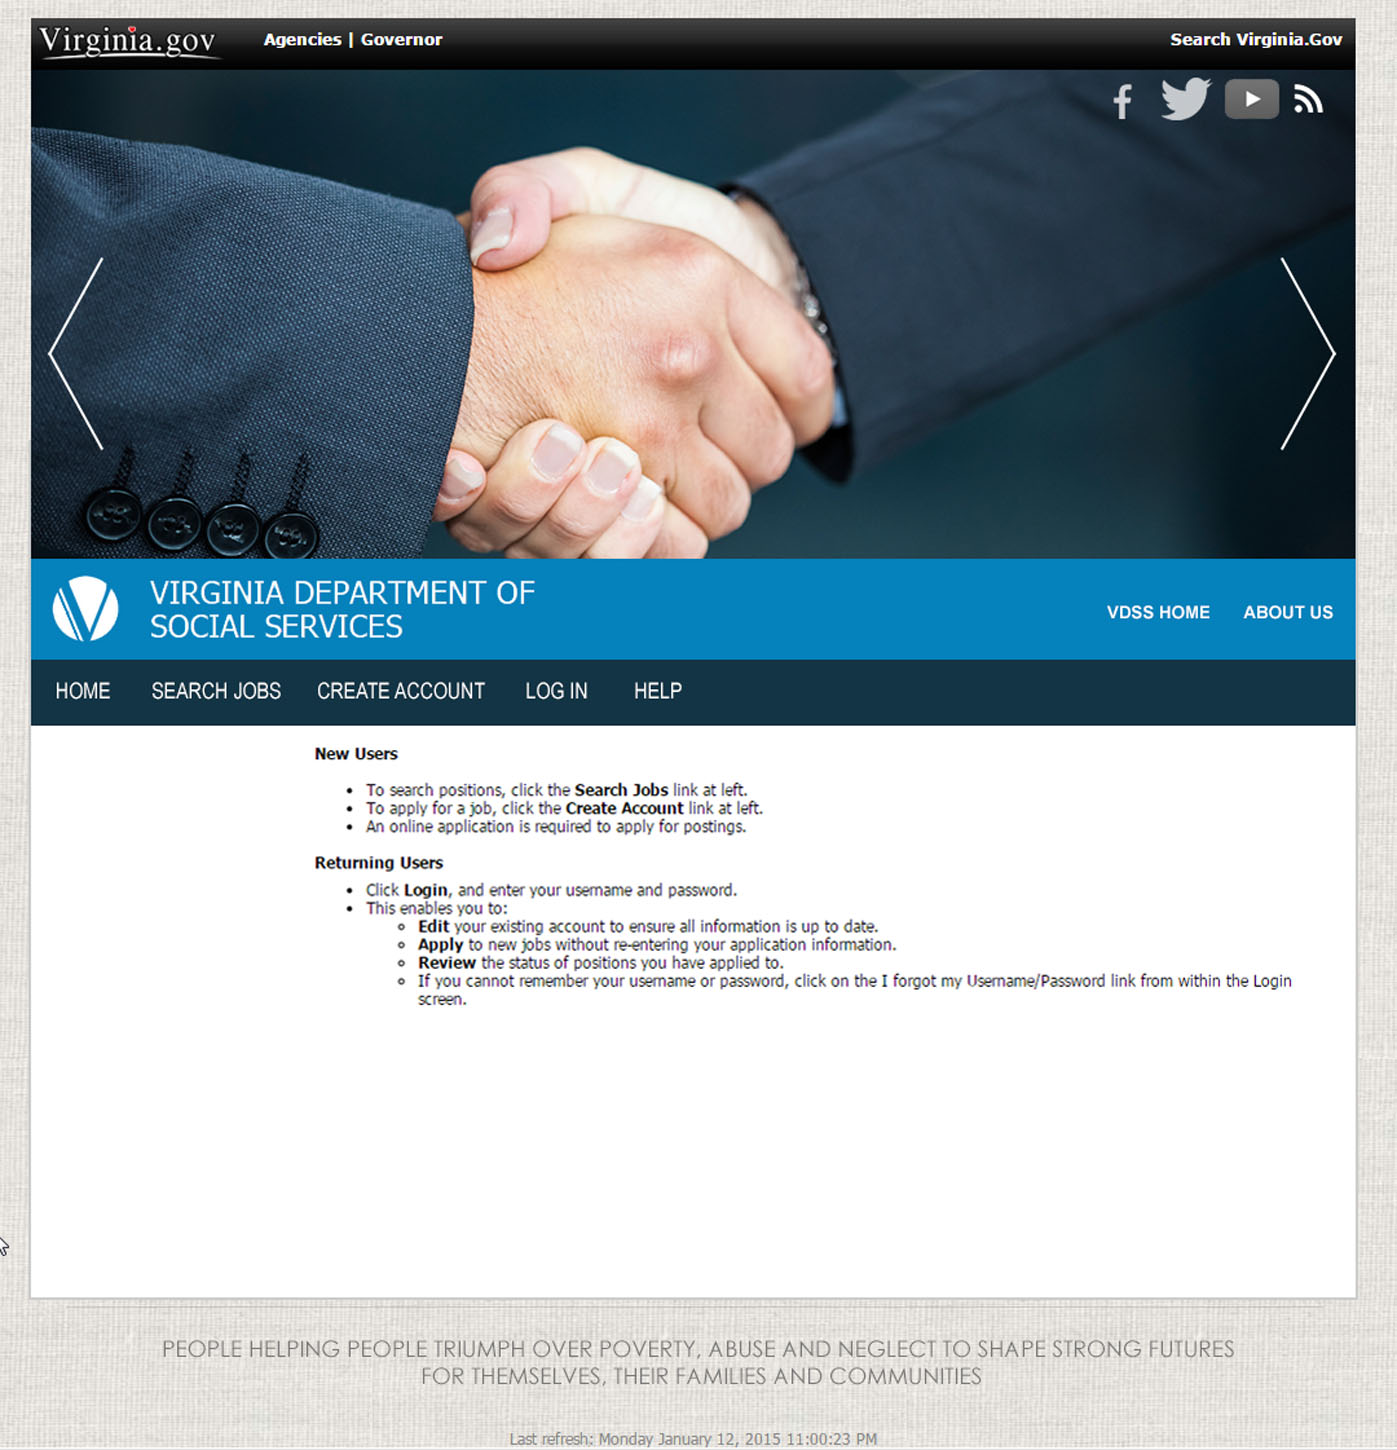 Virginia.gov
Agencies | Governor
Search Virginia.Gov
VIRGINIA DEPARTMENT OF
SOCIAL SERVICES
VDSS HOME
ABOUT US
HOME
SEARCH JOBS
CREATE ACCOUNT
LOG IN
HELP
New Users
• To search positions, click the Search Jobs link at left.
• To apply for a job, click the Create Account link at left.
• An online application is required to apply for postings.
Returning Users
• Click Login, and enter your username and password.
• This enables you to:
◦ Edit your existing account to ensure all information is up to date.
◦ Apply to new jobs without re-entering your application information.
◦ Review the status of positions you have applied to.
◦ If you cannot remember your username or password, click on the I forgot my Username/Password link from within the Login
screen.
PEOPLE HELPING PEOPLE TRIUMPH OVER POVERTY, ABUSE AND NEGLECT TO SHAPE STRONG FUTURES
FOR THEMSELVES, THEIR FAMILIES AND COMMUNITIES
Last refresh: Monday January 12, 2015 11:00:23 PM